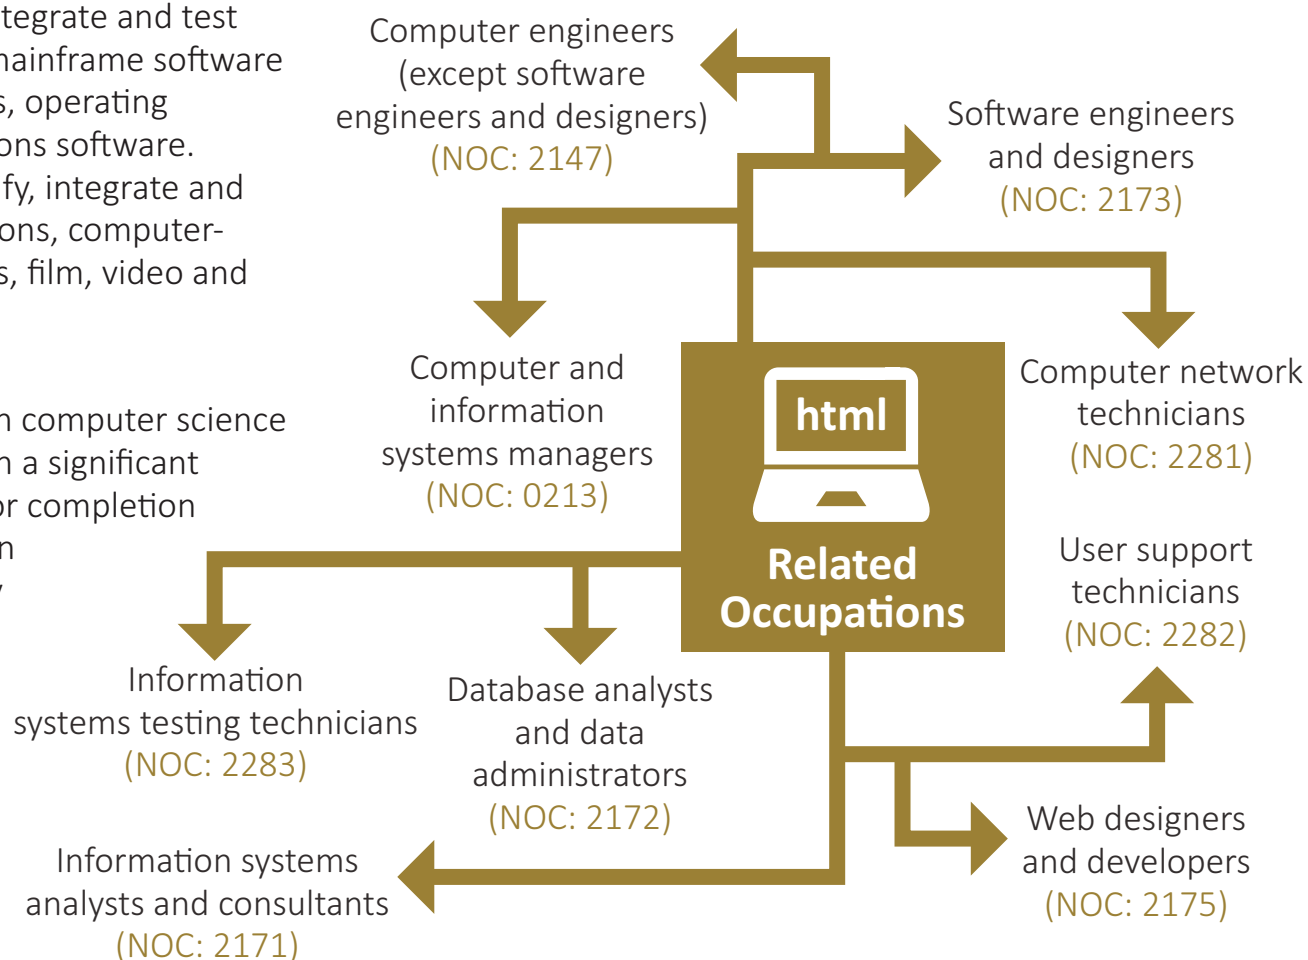 tegrate and test
mainframe software
s, operating
ons software.
fy, integrate and
ons, computer-
s, film, video and
n computer science
n a significant
or completion
n
y
Computer engineers
(except software
engineers and designers)
(NOC: 2147)
Software engineers
and designers
(NOC: 2173)
Computer and
information
systems managers
(NOC: 0213)
html
Related
Occupations
Computer network
technicians
(NOC: 2281)
User support
technicians
(NOC: 2282)
Information
systems testing technicians
(NOC: 2283)
Database analysts
and data
administrators
(NOC: 2172)
Web designers
and developers
(NOC: 2175)
Information systems
analysts and consultants
(NOC: 2171)